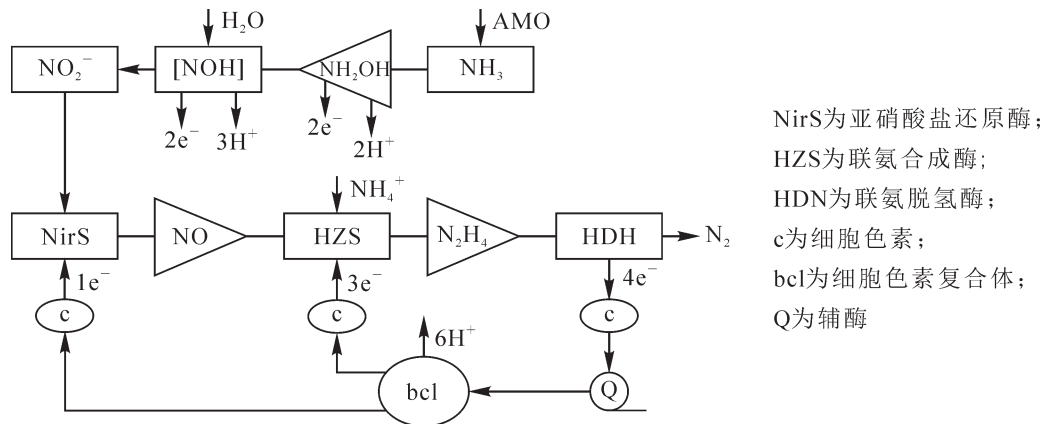 H₂O
AMO
NO₂⁻
[NOH]
NH₂OH
NH₃
2e⁻
3H⁺
2e⁻
2H⁺
NH₄⁺
NirS
NO
HZS
N₂H₄
HDH
N₂
1e⁻
3e⁻
4e⁻
c
c
c
6H⁺
bcl
Q
NirS为亚硝酸盐还原酶；
HZS为联氨合成酶;
HDN为联氨脱氢酶；
c为细胞色素；
bcl为细胞色素复合体；
Q为辅酶